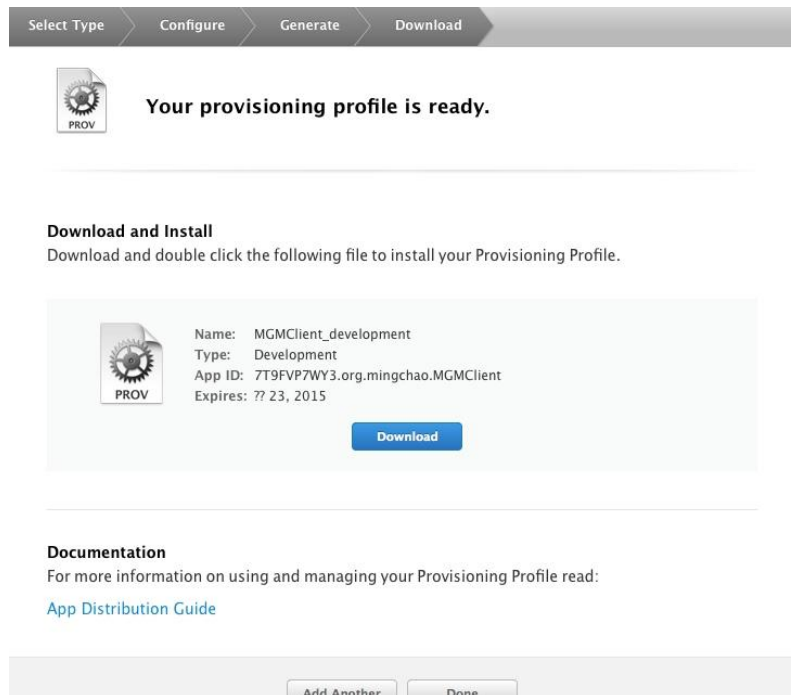 Select Type Configure Generate Download
PROV
Your provisioning profile is ready.
Download and Install
Download and double click the following file to install your Provisioning Profile.
PROV
Name: MGMClient_development
Type: Development
App ID: 7T9FVP7WY3.org.mingchao.MGMClient
Expires: ?? 23, 2015
Download
Documentation
For more information on using and managing your Provisioning Profile read:
App Distribution Guide
Add Another Done